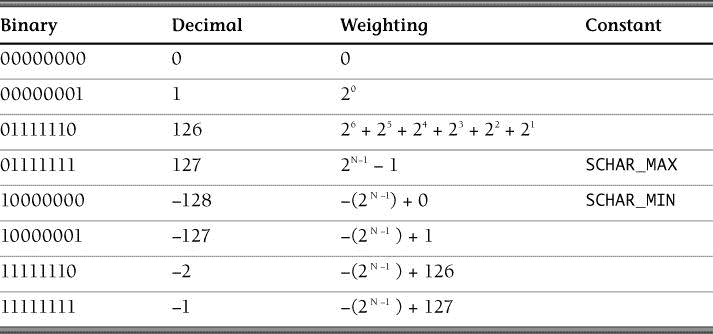 Binary Decimal Weighting Constant
00000000 0 0
00000001 1 2⁰
01111110 126 2⁶ + 2⁵ + 2⁴ + 2³ + 2² + 2¹
01111111 127 2ᴺ⁻¹ – 1 SCHAR_MAX
10000000 –128 –(2ᴺ⁻¹) + 0 SCHAR_MIN
10000001 –127 –(2ᴺ⁻¹) + 1
11111110 –2 –(2ᴺ⁻¹) + 126
11111111 –1 –(2ᴺ⁻¹) + 127